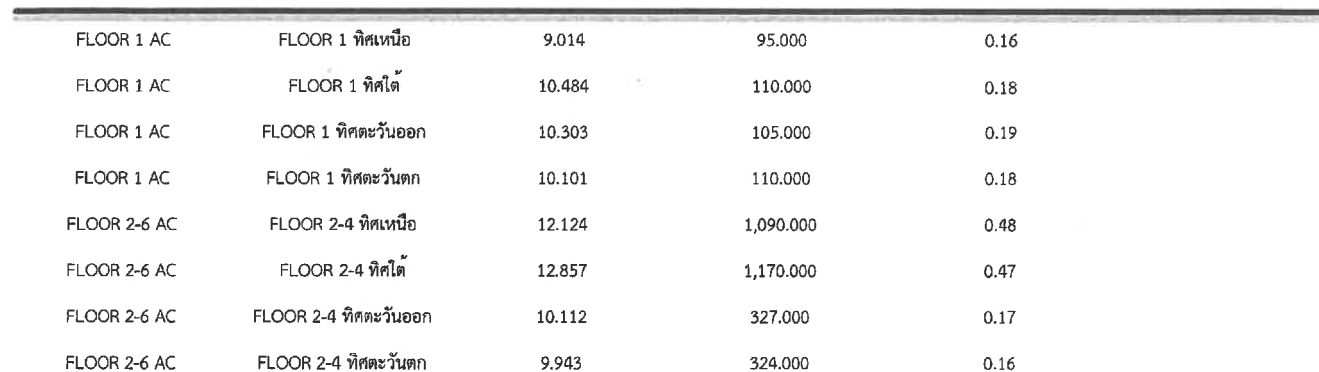 FLOOR 1 AC FLOOR 1 ทิศเหนือ 9.014 95.000 0.16
FLOOR 1 AC FLOOR 1 ทิศใต้ 10.484 110.000 0.18
FLOOR 1 AC FLOOR 1 ทิศตะวันออก 10.303 105.000 0.19
FLOOR 1 AC FLOOR 1 ทิศตะวันตก 10.101 110.000 0.18
FLOOR 2-6 AC FLOOR 2-4 ทิศเหนือ 12.124 1,090.000 0.48
FLOOR 2-6 AC FLOOR 2-4 ทิศใต้ 12.857 1,170.000 0.47
FLOOR 2-6 AC FLOOR 2-4 ทิศตะวันออก 10.112 327.000 0.17
FLOOR 2-6 AC FLOOR 2-4 ทิศตะวันตก 9.943 324.000 0.16